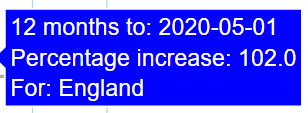 12 months to: 2020-05-01
Percentage increase: 102.0
For: England